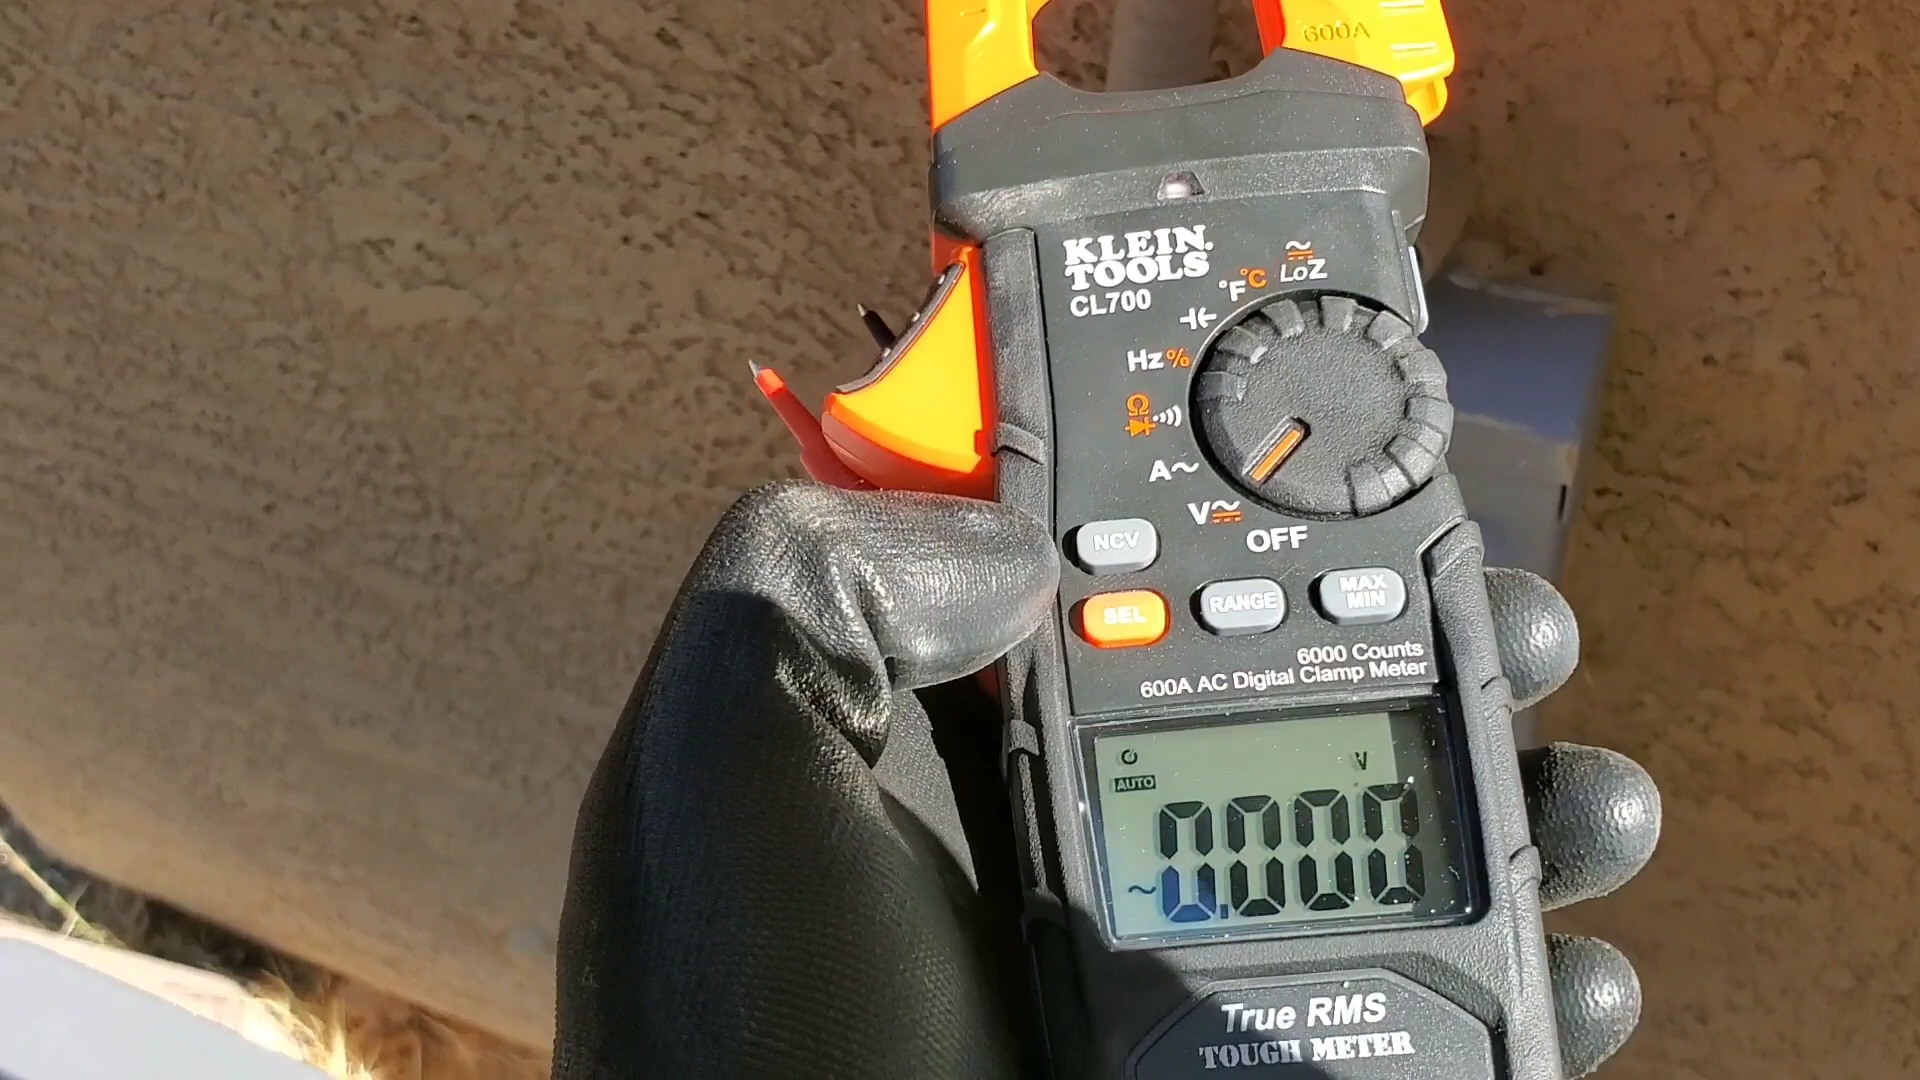 600A
KLEIN
TOOLS
CL700
LoZ
°F°C
Hz%
Ω
A~
V
OFF
NCV
SEL
RANGE
MAX
MIN
6000 Counts
600A AC Digital Clamp Meter
V
AUTO
~0.000
True RMS
TOUGH METER